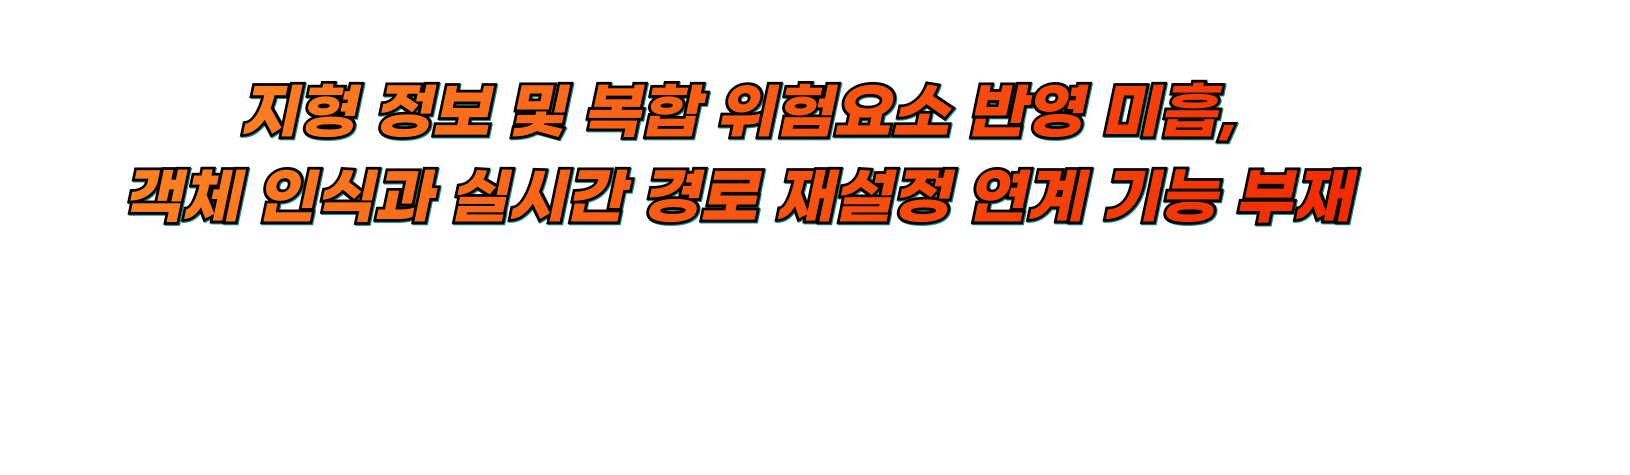 지형 정보 및 복합 위험요소 반영 미흡,
객체 인식과 실시간 경로 재설정 연계 기능 부재